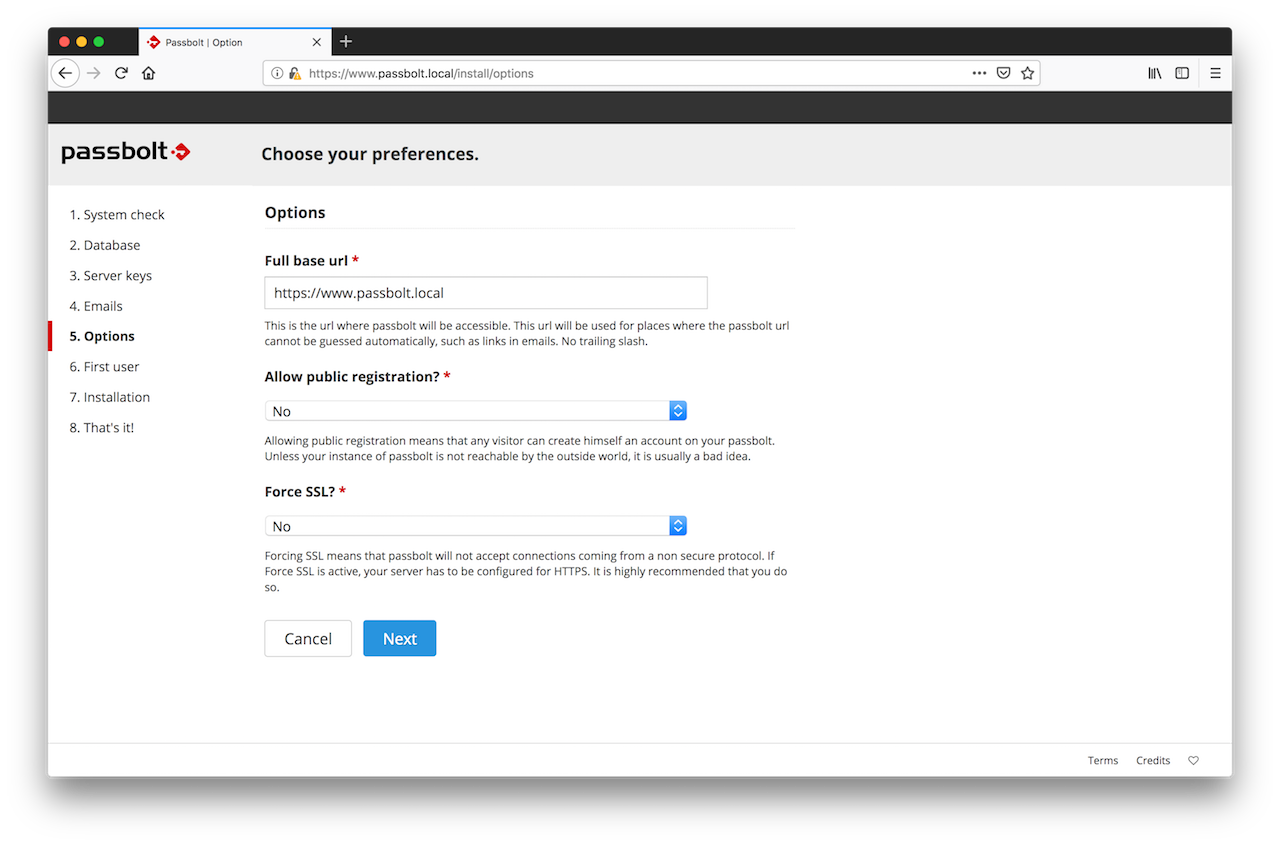 Passbolt | Option
https://www.passbolt.local/install/options
passbolt
Choose your preferences.
1. System check
2. Database
3. Server keys
4. Emails
5. Options
6. First user
7. Installation
8. That's it!
Options
Full base url *
https://www.passbolt.local
This is the url where passbolt will be accessible. This url will be used for places where the passbolt url
cannot be guessed automatically, such as links in emails. No trailing slash.
Allow public registration? *
No
Allowing public registration means that any visitor can create himself an account on your passbolt.
Unless your instance of passbolt is not reachable by the outside world, it is usually a bad idea.
Force SSL? *
No
Forcing SSL means that passbolt will not accept connections coming from a non secure protocol. If
Force SSL is active, your server has to be configured for HTTPS. It is highly recommended that you do
so.
Cancel
Next
Terms
Credits